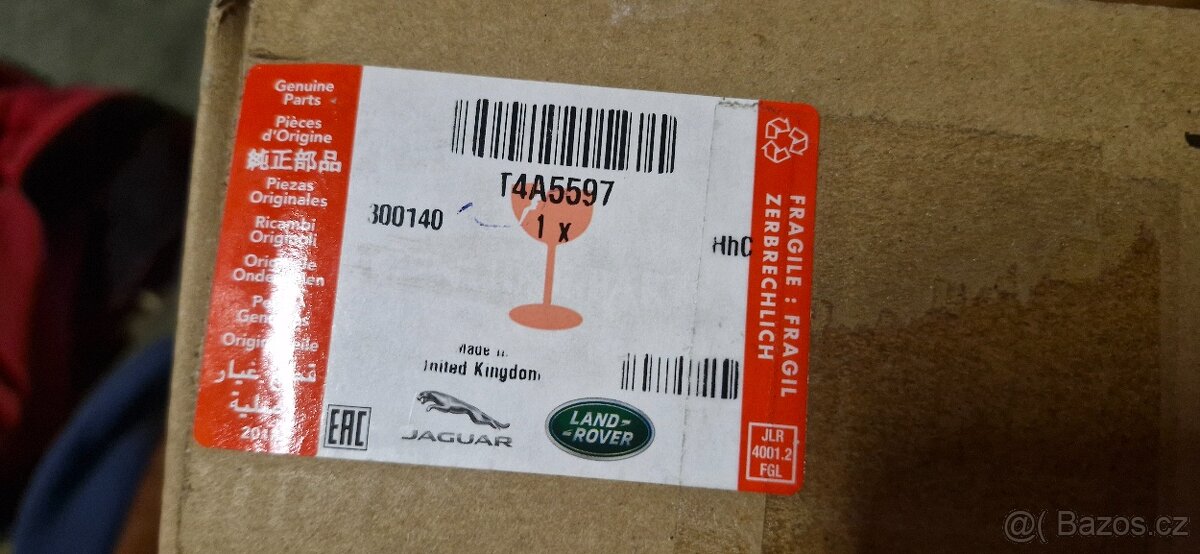 Genuine
Parts
Pièces
d'Origine
純正部品
Piezas
Originales
Ricambi
Originali
T4A5597
300140
1 x
HhC
Made in
United Kingdom
EAC
JAGUAR
LAND-
-ROVER
FRAGILE : FRAGIL
ZERBRECHLICH
JLR
4001.2
FGL
@( Bazos.cz